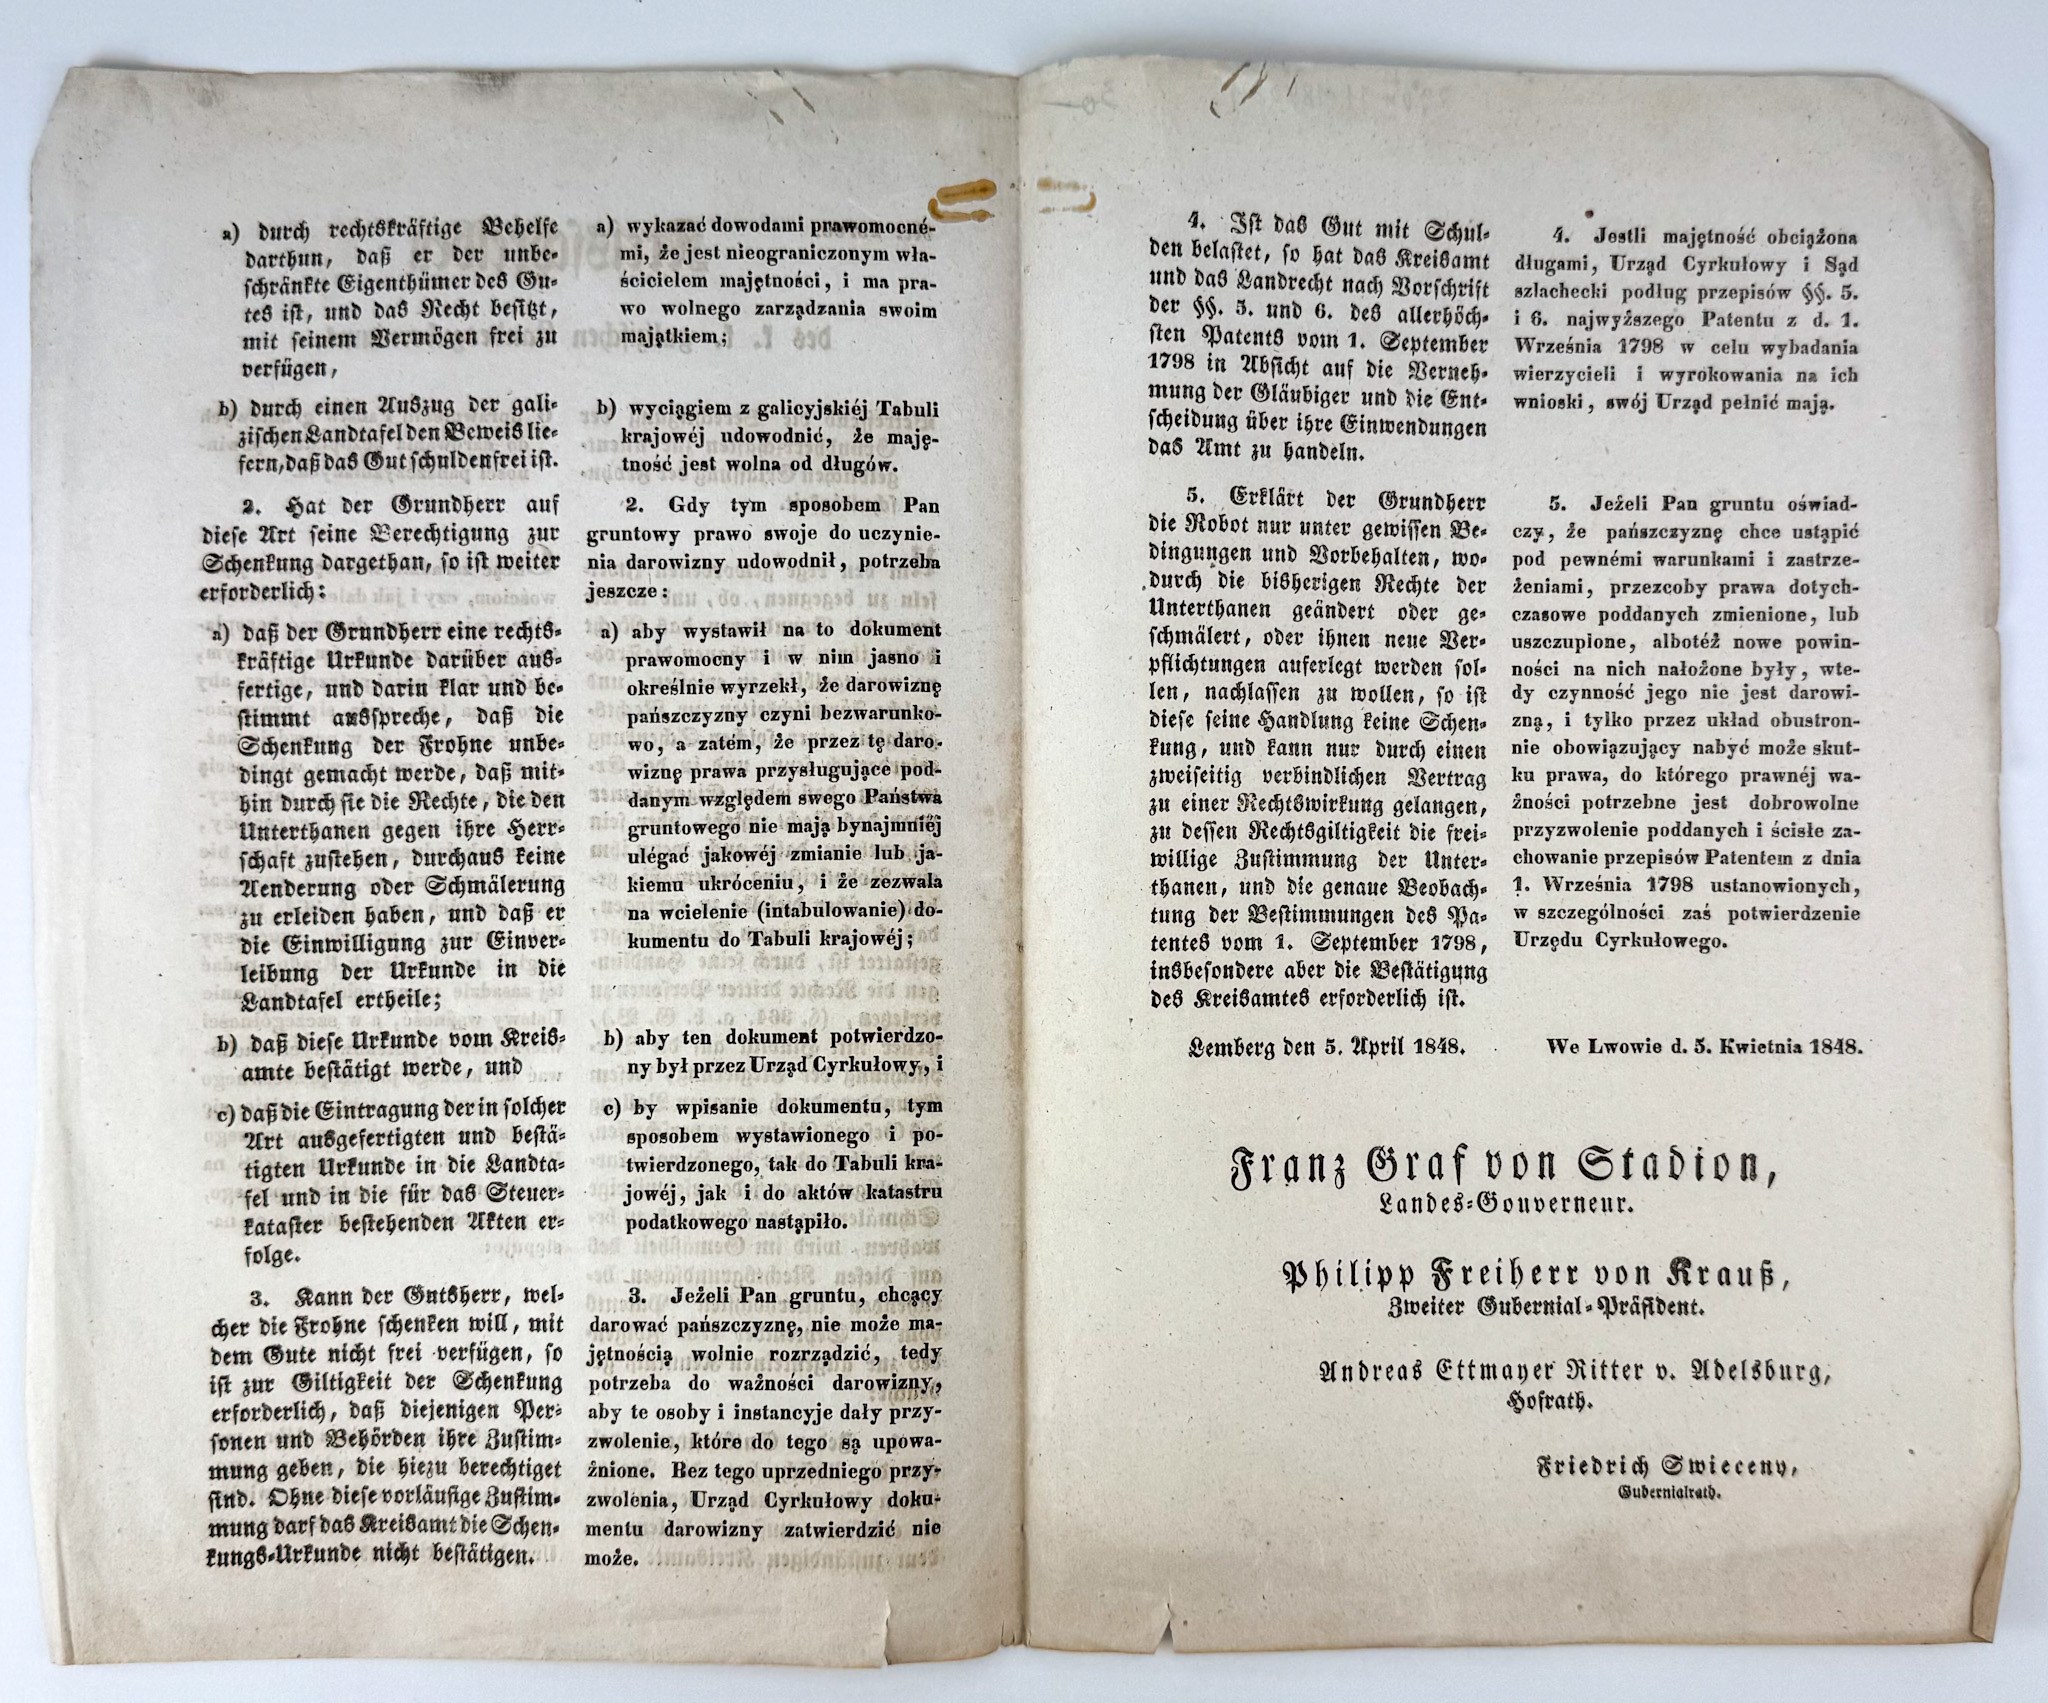 a) durch rechtskräftige Behelfe
darthun, daß er der unbe-
schränkte Eigenthümer des Gu-
tes ist, und das Recht besitzt,
mit seinem Vermögen frei zu
verfügen,
b) durch einen Auszug der gali-
zischen Landtafel den Beweis lie-
fern, daß das Gut schuldenfrei ist.
2. Hat der Grundherr auf
diese Art seine Berechtigung zur
Schenkung dargethan, so ist weiter
erforderlich:
a) daß der Grundherr eine rechts-
kräftige Urkunde darüber aus-
fertige, und darin klar und be-
stimmt ausspreche, daß die
Schenkung der Frohne unbe-
dingt gemacht werde, daß mit-
hin durch sie die Rechte, die den
Unterthanen gegen ihre Herr-
schaft zustehen, durchaus keine
Aenderung oder Schmälerung
zu erleiden haben, und daß er
die Einwilligung zur Einver-
leibung der Urkunde in die
Landtafel ertheile;
b) daß diese Urkunde vom Kreis-
amte bestätigt werde, und
c) daß die Eintragung der in solcher
Art ausgefertigten und bestä-
tigten Urkunde in die Landta-
fel und in die für das Steuer-
kataster bestehenden Akten er-
folge.
3. Kann der Gutsherr, wel-
cher die Frohne schenken will, mit
dem Gute nicht frei verfügen, so
ist zur Giltigkeit der Schenkung
erforderlich, daß diejenigen Per-
sonen und Behörden ihre Zustim-
mung geben, die hiezu berechtiget
sind. Ohne diese vorläufige Zustim-
mung darf das Kreisamt die Schen-
kungs-Urkunde nicht bestätigen.
a) wykazać dowodami prawomocné-
mi, że jest nieograniczonym wła-
ścicielem majętności, i ma pra-
wo wolnego zarządzania swoim
majątkiem;
b) wyciągiem z galicyjskiéj Tabuli
krajowéj udowodnić, że maję-
tność jest wolna od długów.
2. Gdy tym sposobem Pan
gruntowy prawo swoje do uczynie-
nia darowizny udowodnił, potrzeba
jeszcze:
a) aby wystawił na to dokument
prawomocny i w nim jasno i
określnie wyrzekł, że darowiznę
pańszczyzny czyni bezwarunko-
wo, a zatém, że przez tę daro-
wiznę prawa przysługujące pod-
danym względem swego Państwa
gruntowego nie mają bynajmniéj
ulégać jakowéj zmianie lub ja-
kiemu ukróceniu, i że zezwala
na wcielenie (intabulowanie) do-
kumentu do Tabuli krajowéj;
b) aby ten dokument potwierdzo-
ny był przez Urząd Cyrkułowy, i
c) by wpisanie dokumentu, tym
sposobem wystawionego i po-
twierdzonego, tak do Tabuli kra-
jowéj, jak i do aktów katastru
podatkowego nastąpiło.
3. Jeżeli Pan gruntu, chcący
darować pańszczyznę, nie może ma-
jętnością wolnie rozrządzić, tedy
potrzeba do ważności darowizny,
aby te osoby i instancyje dały przy-
zwolenie, które do tego są upowa-
żnione. Bez tego uprzedniego przy-
zwolenia, Urząd Cyrkułowy doku-
mentu darowizny zatwierdzić nie
może.
4. Ist das Gut mit Schul-
den belastet, so hat das Kreisamt
und das Landrecht nach Vorschrift
der §§. 5. und 6. des allerhöch-
sten Patents vom 1. September
1798 in Absicht auf die Verneh-
mung der Gläubiger und die Ent-
scheidung über ihre Einwendungen
das Amt zu handeln.
5. Erklärt der Grundherr
die Robot nur unter gewissen Be-
dingungen und Vorbehalten, wo-
durch die bisherigen Rechte der
Unterthanen geändert oder ge-
schmälert, oder ihnen neue Ver-
pflichtungen auferlegt werden sol-
len, nachlassen zu wollen, so ist
diese seine Handlung keine Schen-
kung, und kann nur durch einen
zweiseitig verbindlichen Vertrag
zu einer Rechtswirkung gelangen,
zu dessen Rechtsgiltigkeit die frei-
willige Zustimmung der Unter-
thanen, und die genaue Beobach-
tung der Bestimmungen des Pa-
tentes vom 1. September 1798,
insbesondere aber die Bestätigung
des Kreisamtes erforderlich ist.
Lemberg den 5. April 1848.
4. Jestli majętność obciążona
długami, Urząd Cyrkułowy i Sąd
szlachecki podług przepisów §§. 5.
i 6. najwyższego Patentu z d. 1.
Września 1798 w celu wybadania
wierzycieli i wyrokowania na ich
wnioski, swój Urząd pełnić mają.
5. Jeżeli Pan gruntu oświad-
czy, że pańszczyznę chce ustąpić
pod pewnémi warunkami i zastrze-
żeniami, przezcoby prawa dotych-
czasowe poddanych zmienione, lub
uszczupione, albotéż nowe powin-
ności na nich nałożone były, wte-
dy czynność jego nie jest darowi-
zną, i tylko przez układ obustron-
nie obowiązujący nabyć może skut-
ku prawa, do którego prawnéj wa-
żności potrzebne jest dobrowolne
przyzwolenie poddanych i ścisłe za-
chowanie przepisów Patentem z dnia
1. Września 1798 ustanowionych,
w szczególności zaś potwierdzenie
Urzędu Cyrkułowego.
We Lwowie d. 5. Kwietnia 1848.
Franz Graf von Stadion,
Landes-Gouverneur.
Philipp Freiherr von Krauß,
Zweiter Gubernial-Präsident.
Andreas Ettmayer Ritter v. Adelsburg,
Hofrath.
Friedrich Swieceny,
Gubernialrath.